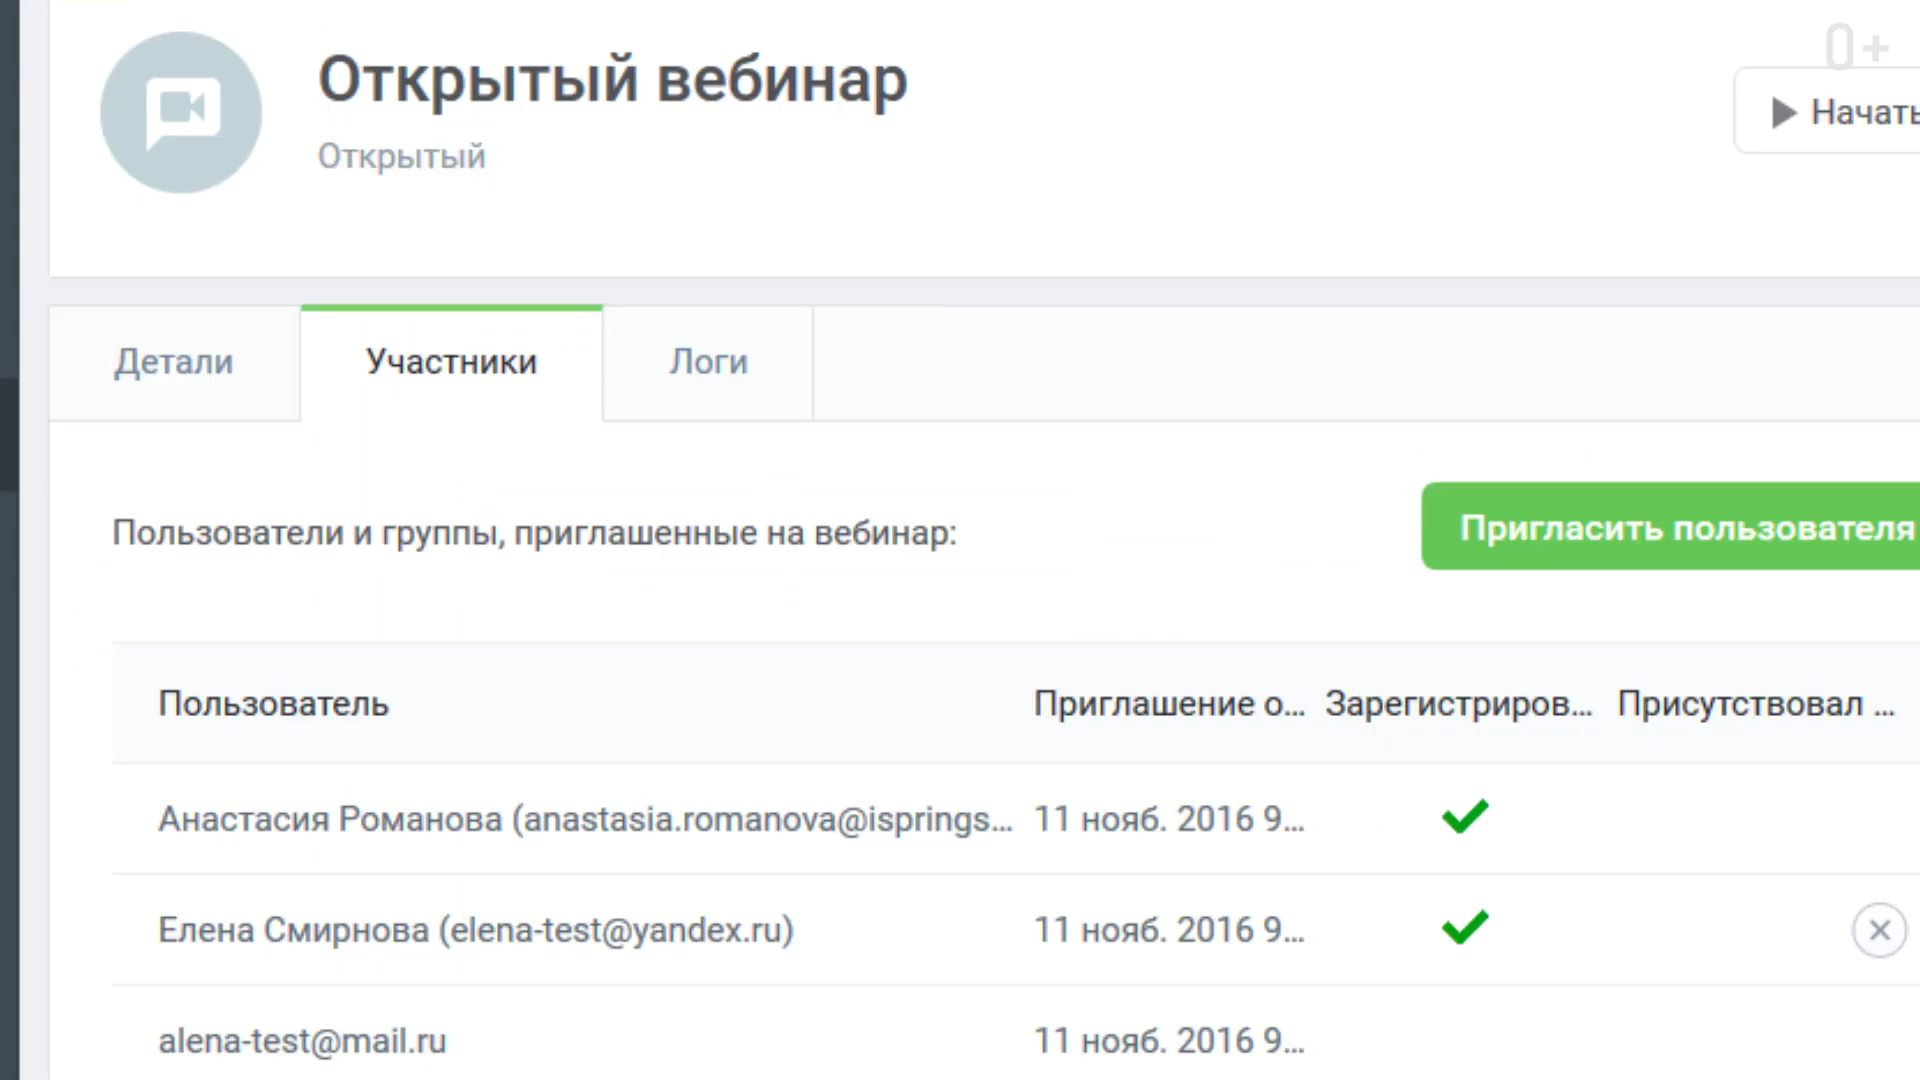 0+
Открытый вебинар
Открытый
Начать
Детали Участники Логи
Пользователи и группы, приглашенные на вебинар:
Пригласить пользователя
Пользователь Приглашение о... Зарегистриров... Присутствовал ...
Анастасия Романова (anastasia.romanova@isprings... 11 нояб. 2016 9...
Елена Смирнова (elena-test@yandex.ru) 11 нояб. 2016 9...
alena-test@mail.ru 11 нояб. 2016 9...